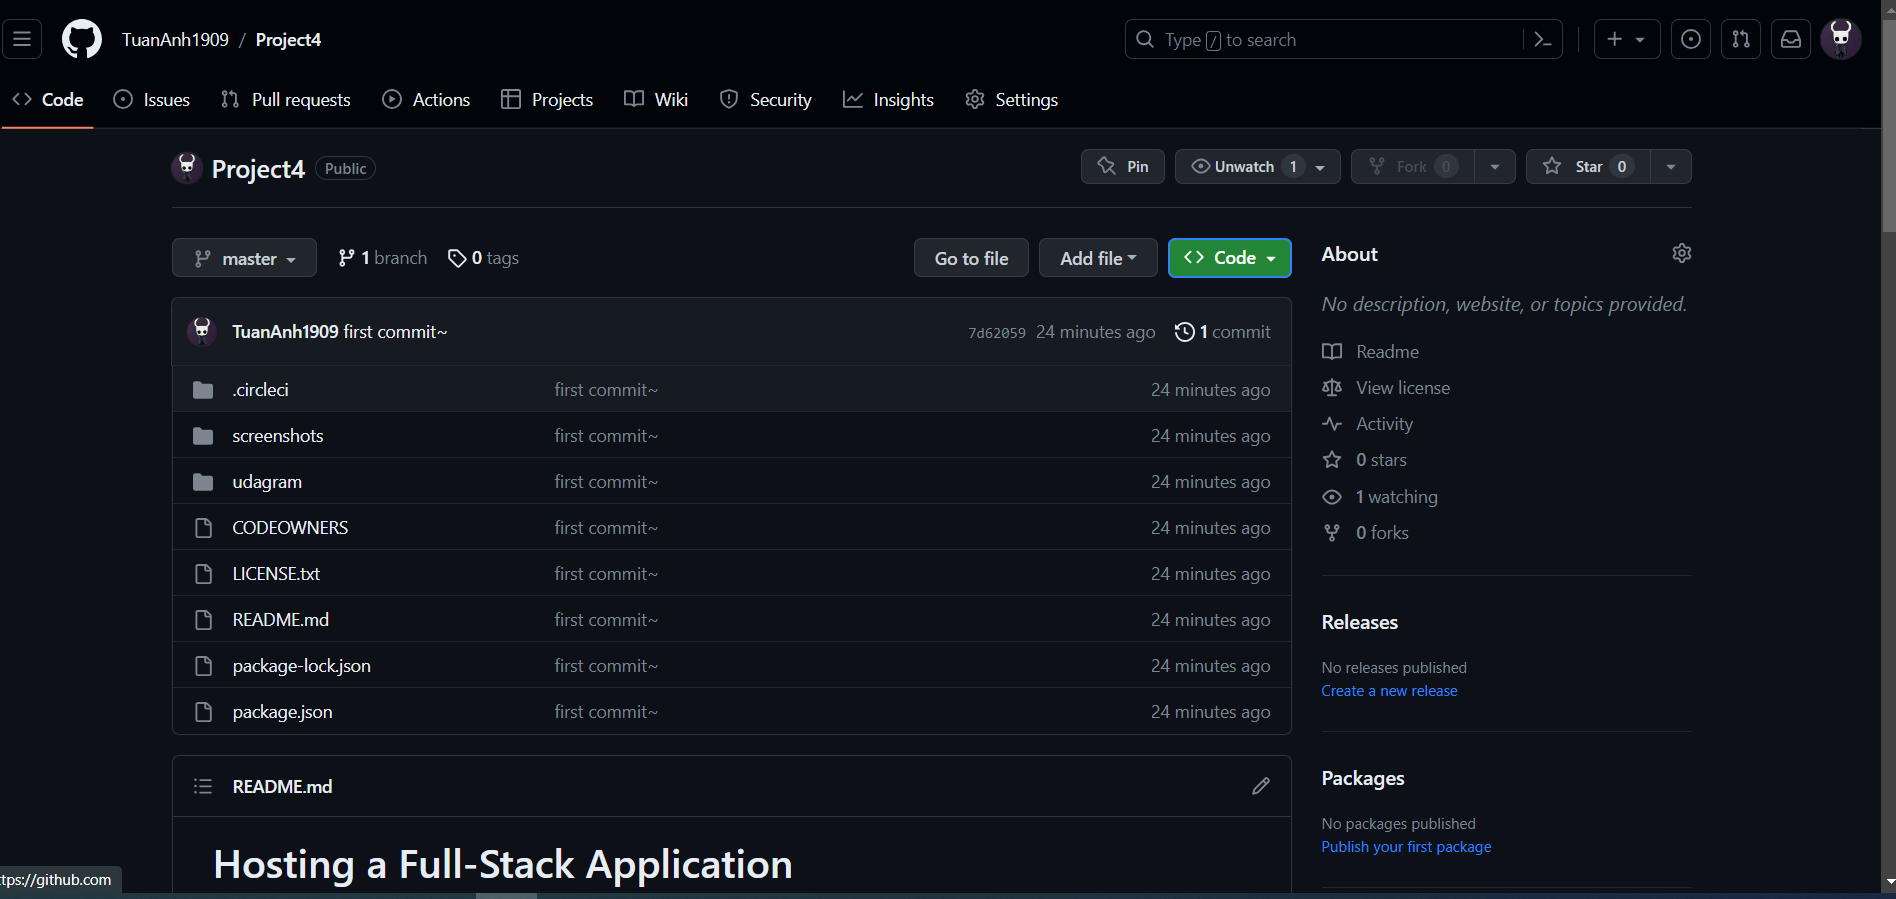 TuanAnh1909 / Project4
Type / to search
Code Issues Pull requests Actions Projects Wiki Security Insights Settings
Project4 Public
Pin Unwatch 1 Fork 0 Star 0
master 1 branch 0 tags Go to file Add file Code
TuanAnh1909 first commit~ 7d62059 24 minutes ago 1 commit
.circleci first commit~ 24 minutes ago
screenshots first commit~ 24 minutes ago
udagram first commit~ 24 minutes ago
CODEOWNERS first commit~ 24 minutes ago
LICENSE.txt first commit~ 24 minutes ago
README.md first commit~ 24 minutes ago
package-lock.json first commit~ 24 minutes ago
package.json first commit~ 24 minutes ago
README.md
Hosting a Full-Stack Application
About
No description, website, or topics provided.
Readme
View license
Activity
0 stars
1 watching
0 forks
Releases
No releases published
Create a new release
Packages
No packages published
Publish your first package
tps://github.com